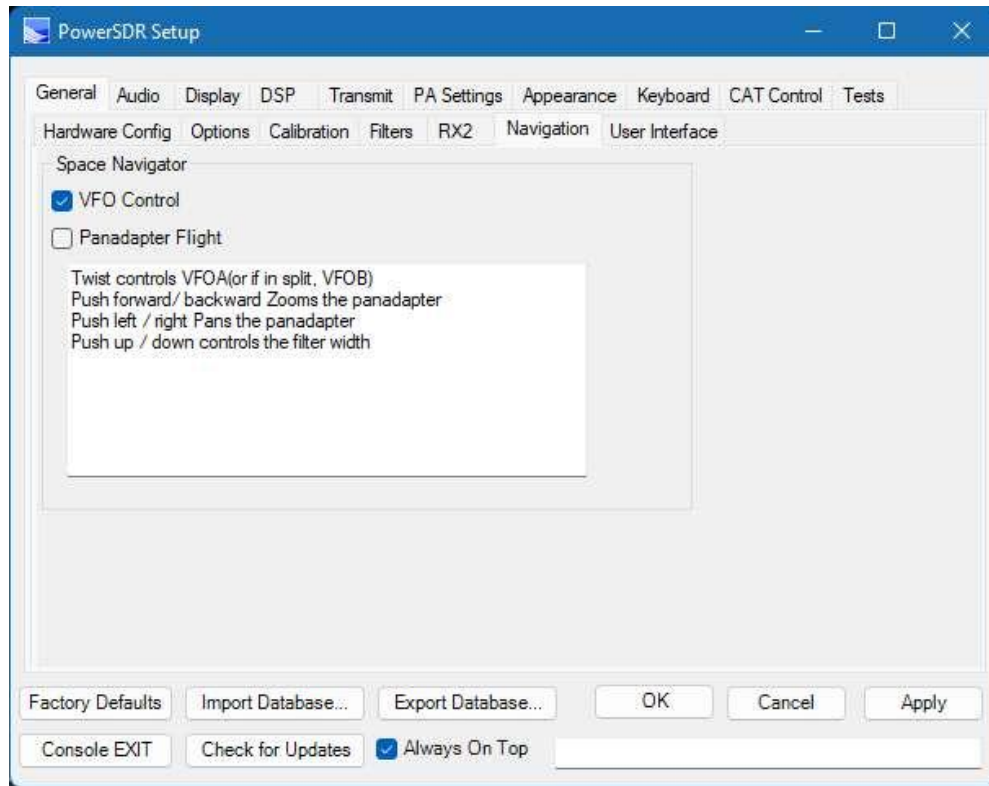 PowerSDR Setup
General Audio Display DSP Transmit PA Settings Appearance Keyboard CAT Control Tests
Hardware Config Options Calibration Filters RX2 Navigation User Interface
Space Navigator
VFO Control
Panadapter Flight
Twist controls VFOA(or if in split, VFOB)
Push forward/ backward Zooms the panadapter
Push left / right Pans the panadapter
Push up / down controls the filter width
Factory Defaults Import Database... Export Database... OK Cancel Apply
Console EXIT Check for Updates Always On Top